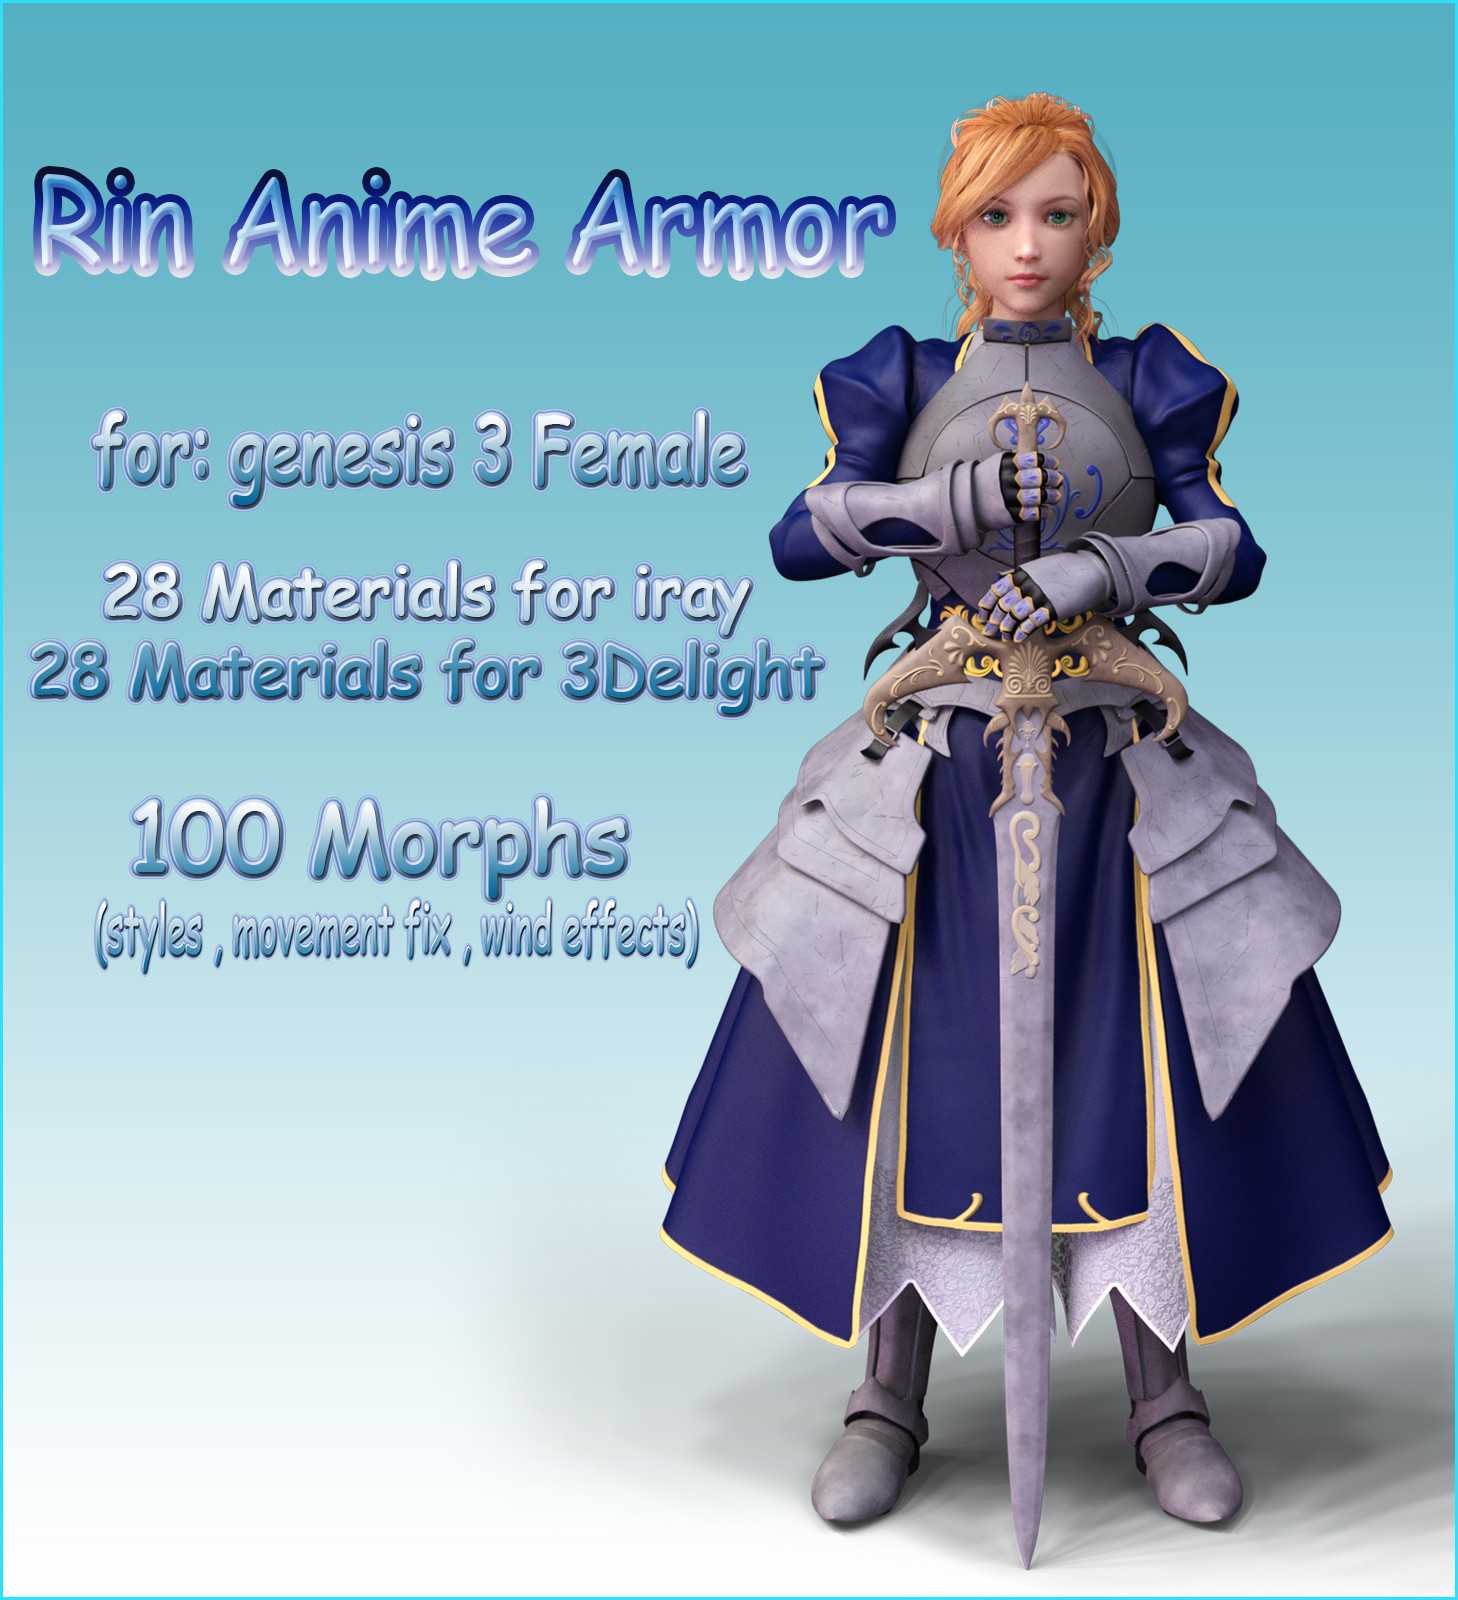 Rin Anime Armor
for: genesis 3 Female
28 Materials for iray
28 Materials for 3Delight
100 Morphs
(styles , movement fix , wind effects)